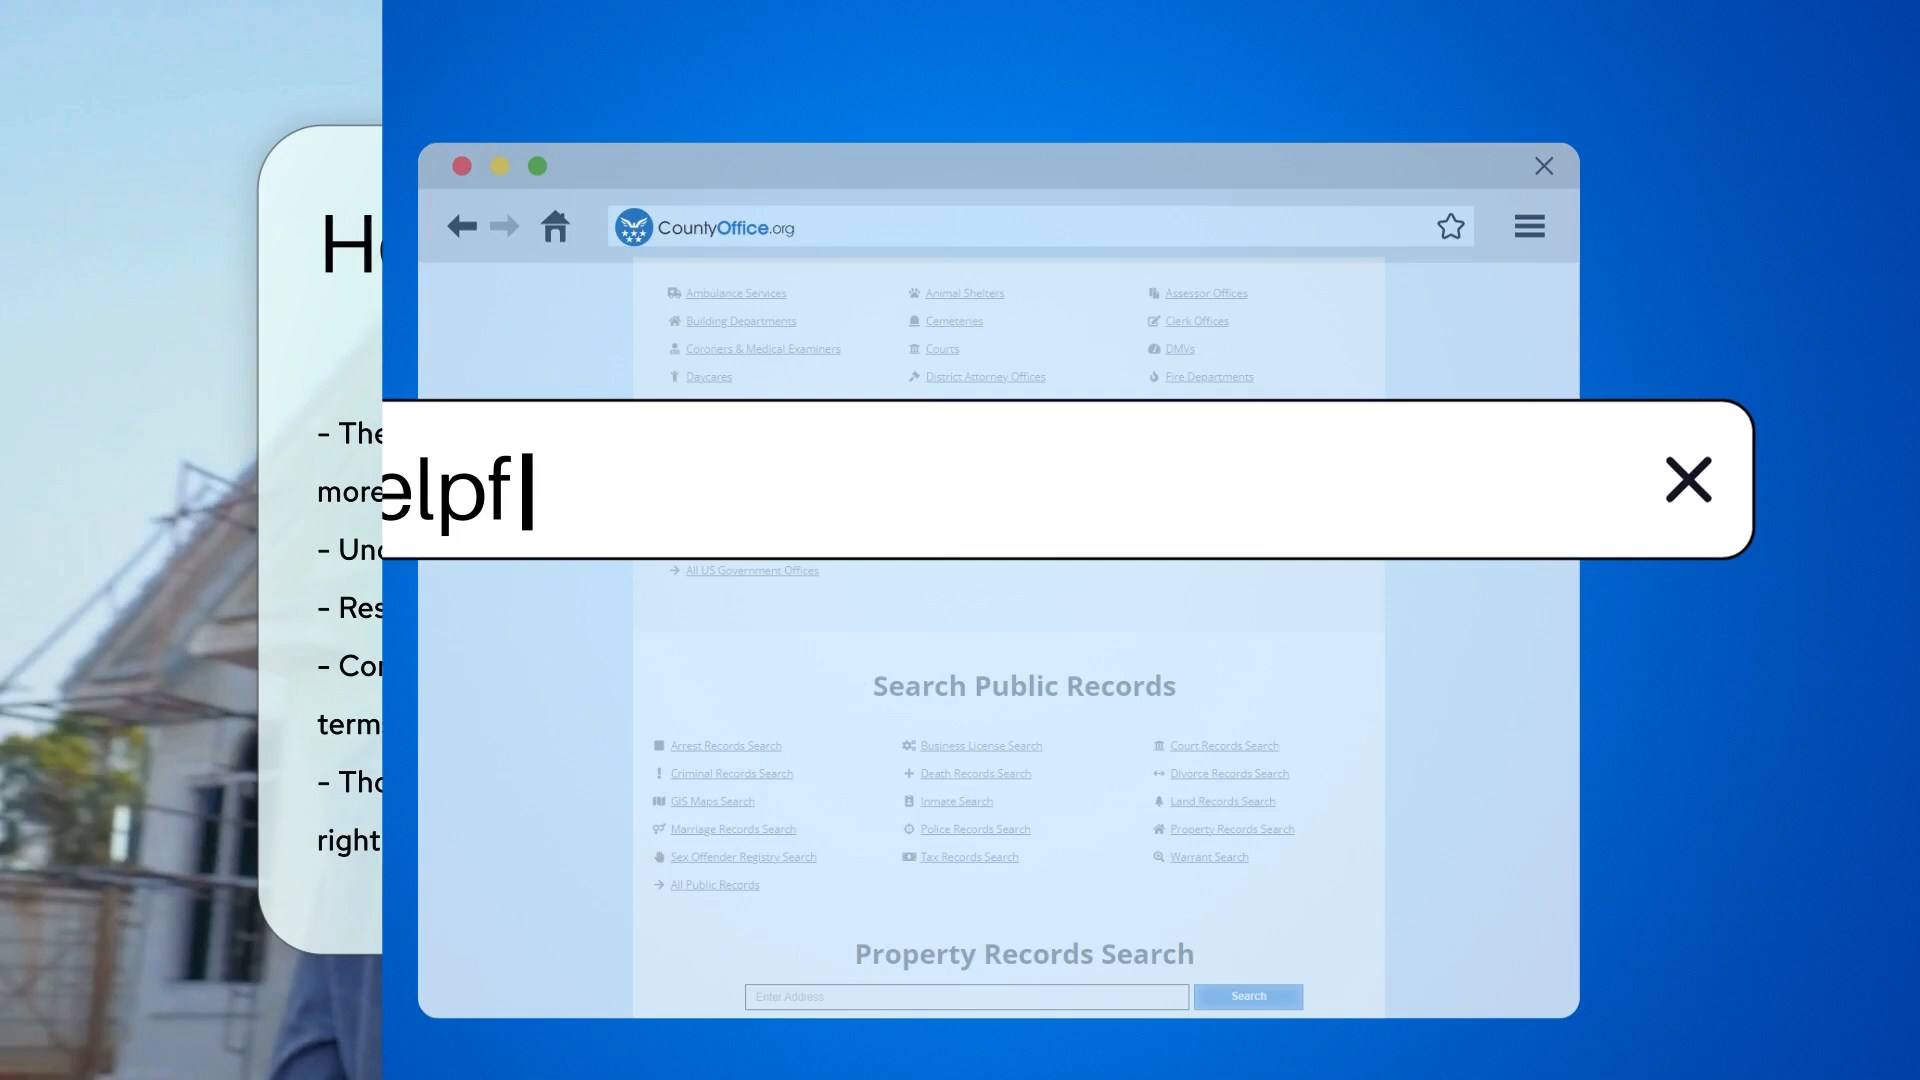 - The
more
- Res
right
elpf
CountyOffice.org
Ambulance Services
Animal Shelters
Assessor Offices
Building Departments
Cemeteries
Clerk Offices
Coroners & Medical Examiners
Courts
DMVs
Daycares
District Attorney Offices
Fire Departments
All US Government Offices
Search Public Records
Arrest Records Search
Business License Search
Court Records Search
Criminal Records Search
Death Records Search
Divorce Records Search
GIS Maps Search
Inmate Search
Land Records Search
Marriage Records Search
Police Records Search
Property Records Search
Sex Offender Registry Search
Tax Records Search
Warrant Search
All Public Records
Property Records Search
Enter Address
Search